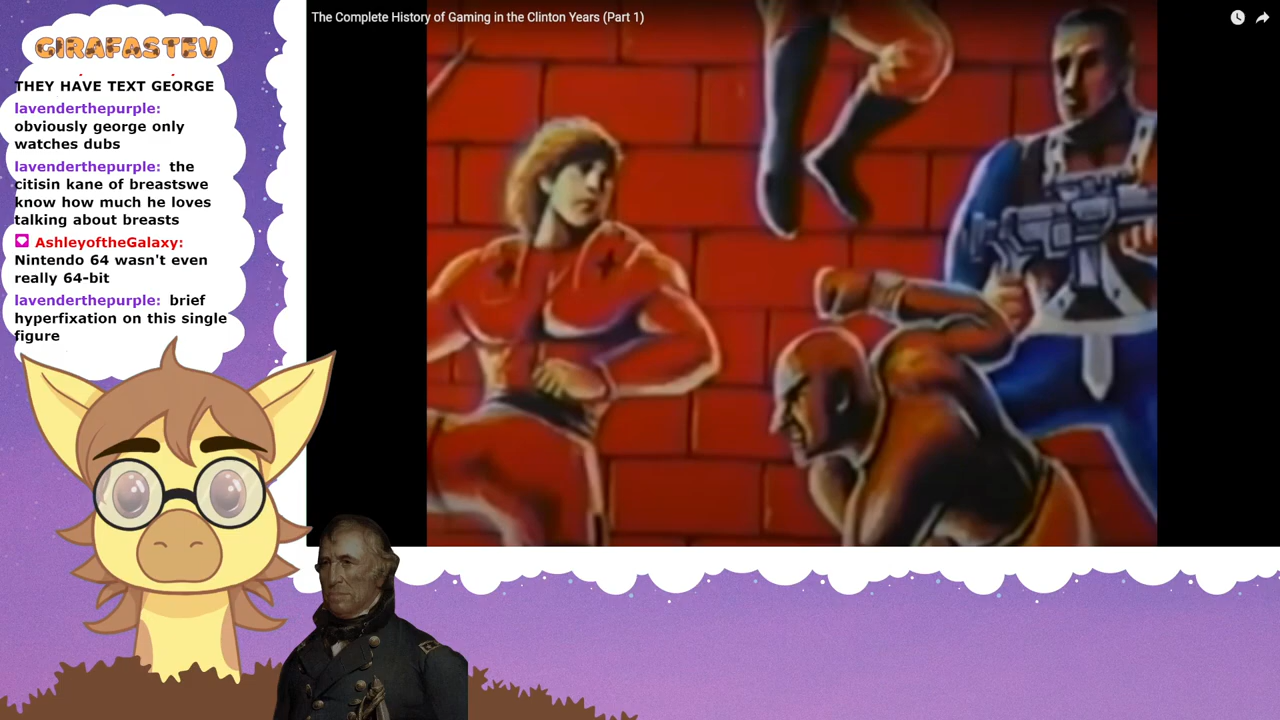 GIRAFASTEV
THEY HAVE TEXT GEORGE
lavenderthepurple:
obviously george only
watches dubs
lavenderthepurple: the
citisin kane of breastswe
know how much he loves
talking about breasts
AshleyoftheGalaxy:
Nintendo 64 wasn't even
really 64-bit
lavenderthepurple: brief
hyperfixation on this single
figure
The Complete History of Gaming in the Clinton Years (Part 1)